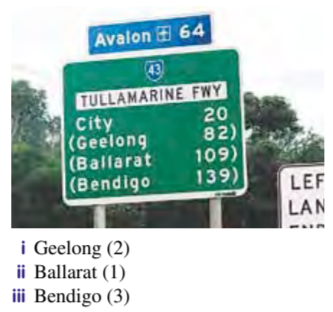 Avalon 64
43
TULLAMARINE FWY
City 20
(Geelong 82)
(Ballarat 109)
(Bendigo 139)
LEF
LAN
i Geelong (2)
ii Ballarat (1)
iii Bendigo (3)